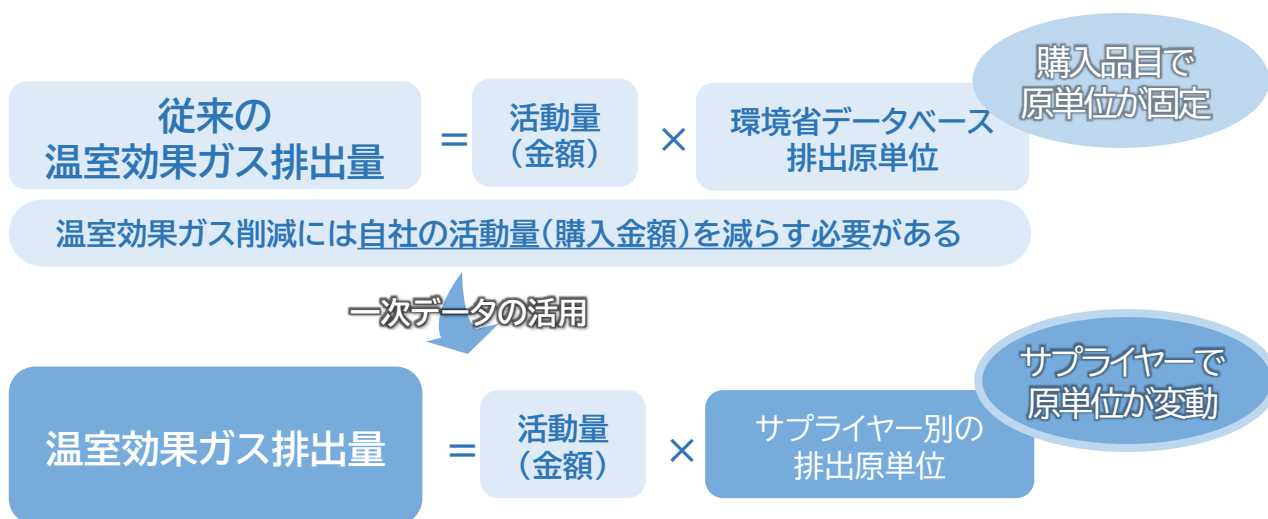 購入品目で
原単位が固定
従来の
温室効果ガス排出量
＝
活動量
（金額）
×
環境省データベース
排出原単位
温室効果ガス削減には自社の活動量(購入金額)を減らす必要がある
一次データの活用
サプライヤーで
原単位が変動
温室効果ガス排出量
＝
活動量
（金額）
×
サプライヤー別の
排出原単位